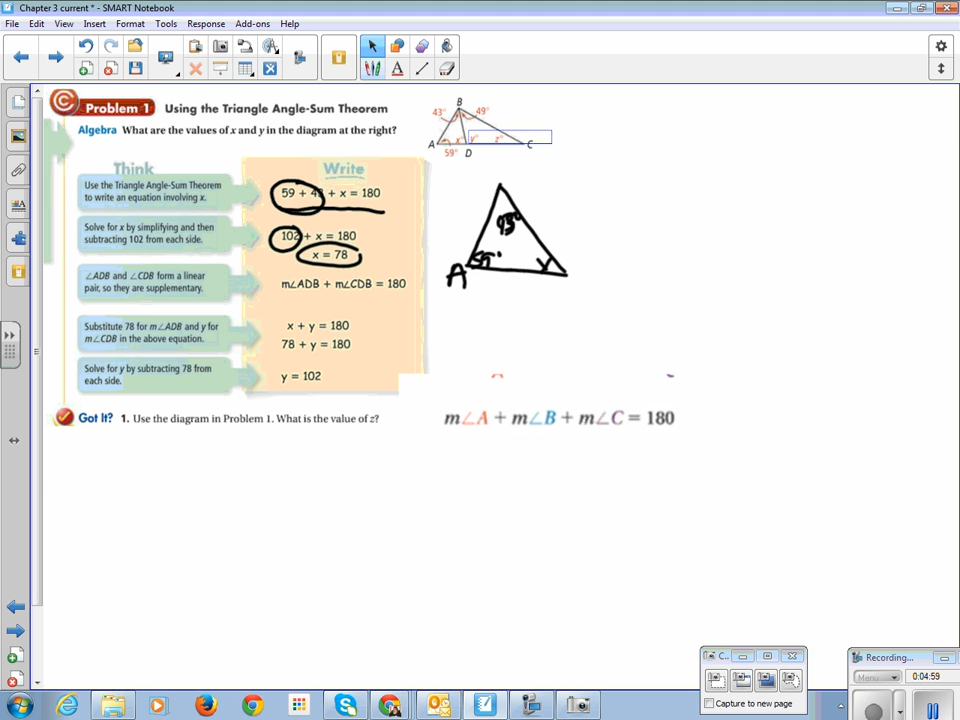 Chapter 3 current * - SMART Notebook
File Edit View Insert Format Tools Response Add-ons Help
C Problem 1 Using the Triangle Angle-Sum Theorem
Algebra What are the values of x and y in the diagram at the right?
B
43° 49°
A x° y° z° C
59° D
Think Write
Use the Triangle Angle-Sum Theorem
to write an equation involving x.
59 + 43 + x = 180
Solve for x by simplifying and then
subtracting 102 from each side.
102 + x = 180
x = 78
∠ADB and ∠CDB form a linear
pair, so they are supplementary.
m∠ADB + m∠CDB = 180
Substitute 78 for m∠ADB and y for
m∠CDB in the above equation.
x + y = 180
78 + y = 180
Solve for y by subtracting 78 from
each side.
y = 102
A
Got It? 1. Use the diagram in Problem 1. What is the value of z?
m∠A + m∠B + m∠C = 180
C..
Capture to new page
Recording...
Menu
0:04:59